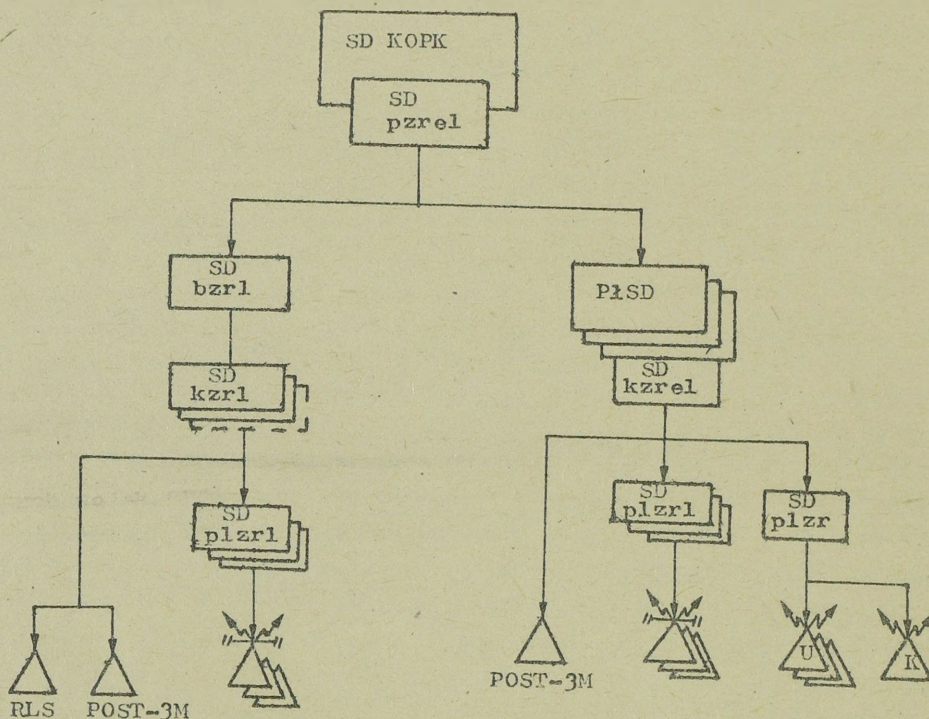 SD KOPK
SD
pzrel
SD
bzrl
PłSD
SD
kzrl
SD
kzrel
SD
plzrl
SD
plzrl
SD
plzr
U
K
RLS
POST-3M
POST-3M